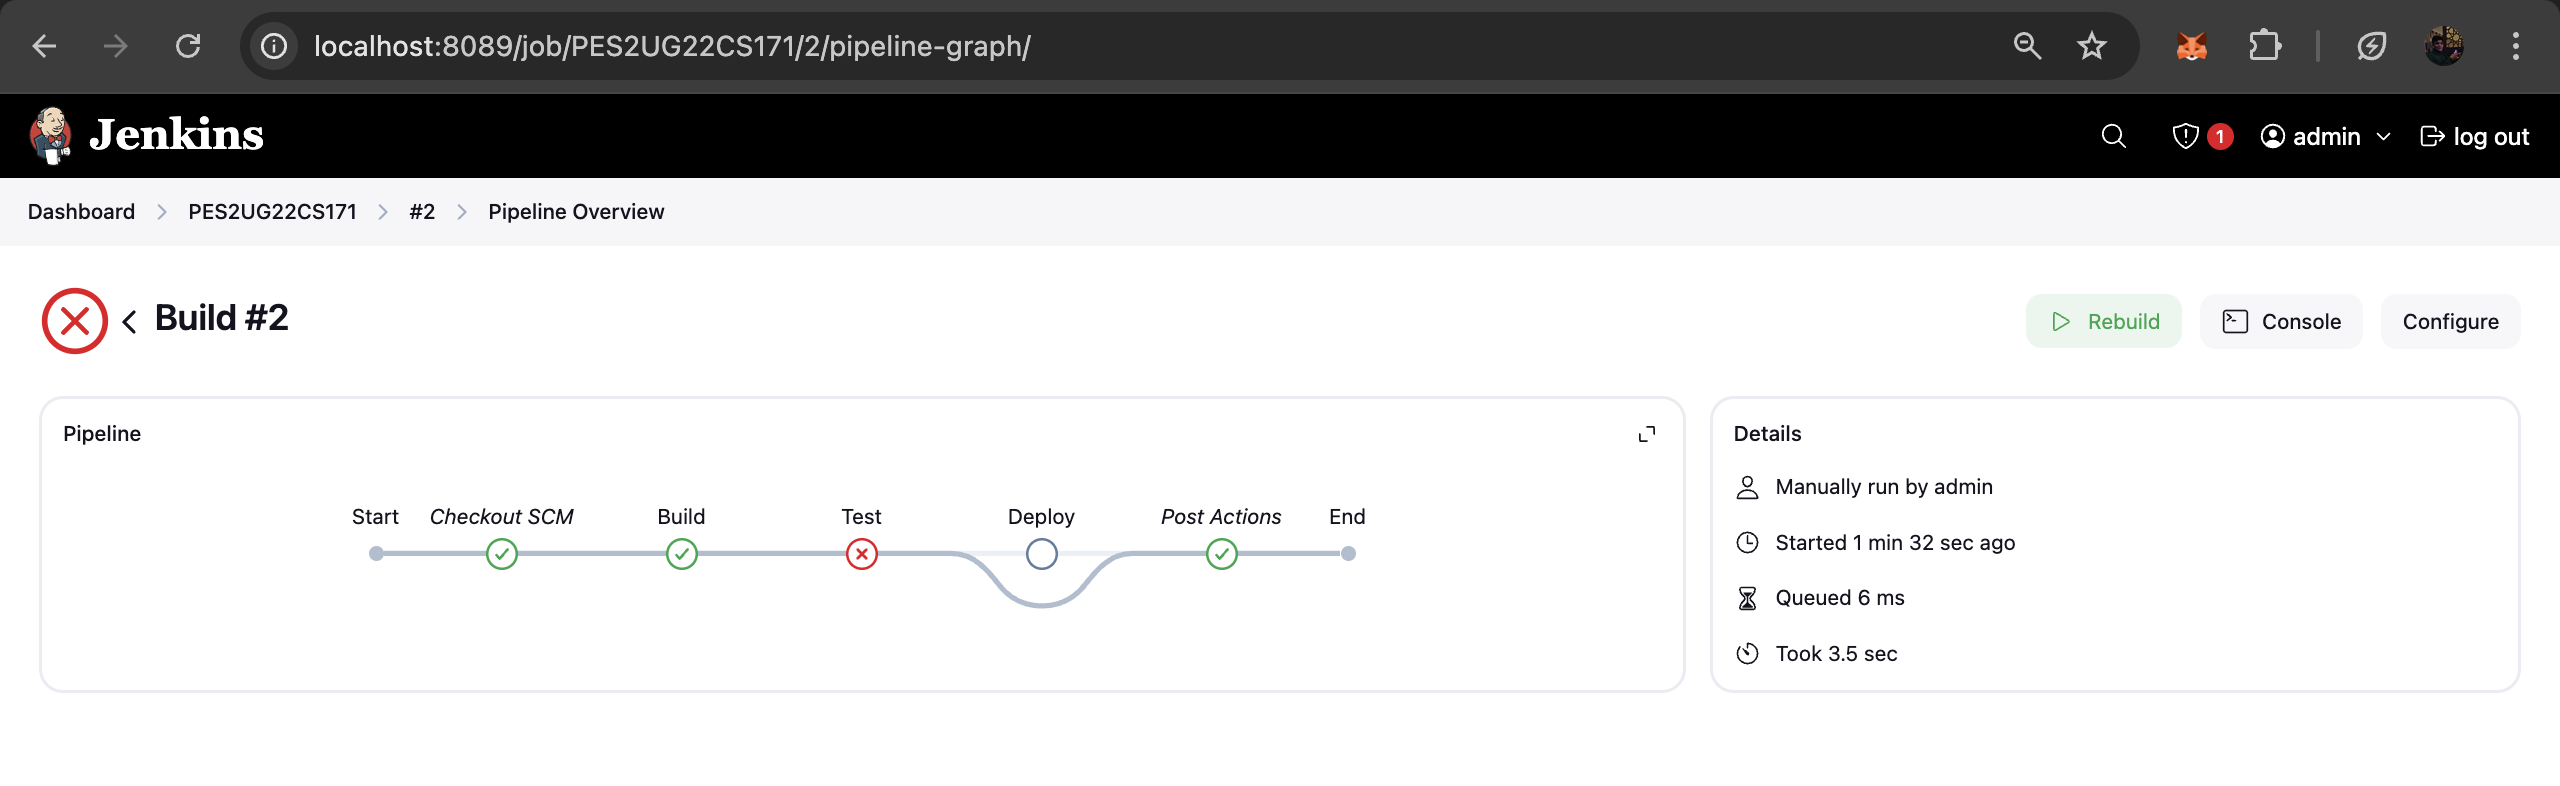 localhost:8089/job/PES2UG22CS171/2/pipeline-graph/
Jenkins
1
admin
log out
Dashboard
PES2UG22CS171
#2
Pipeline Overview
Build #2
Rebuild
Console
Configure
Pipeline
Start
Checkout SCM
Build
Test
Deploy
Post Actions
End
Details
Manually run by admin
Started 1 min 32 sec ago
Queued 6 ms
Took 3.5 sec